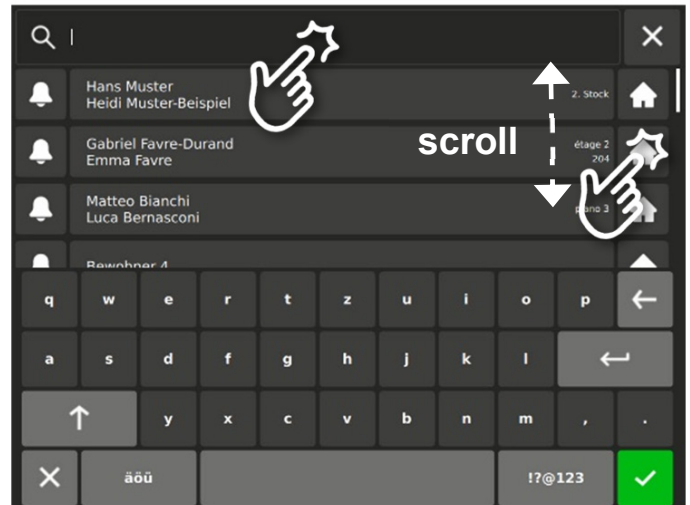 Hans Muster
Heidi Muster-Beispiel
2. Stock
Gabriel Favre-Durand
Emma Favre
scroll
étage 2
204
Matteo Bianchi
Luca Bernasconi
piano 3
Bewohner 4
q w e r t z u i o p
a s d f g h j k l
y x c v b n m , .
äöü !?@123